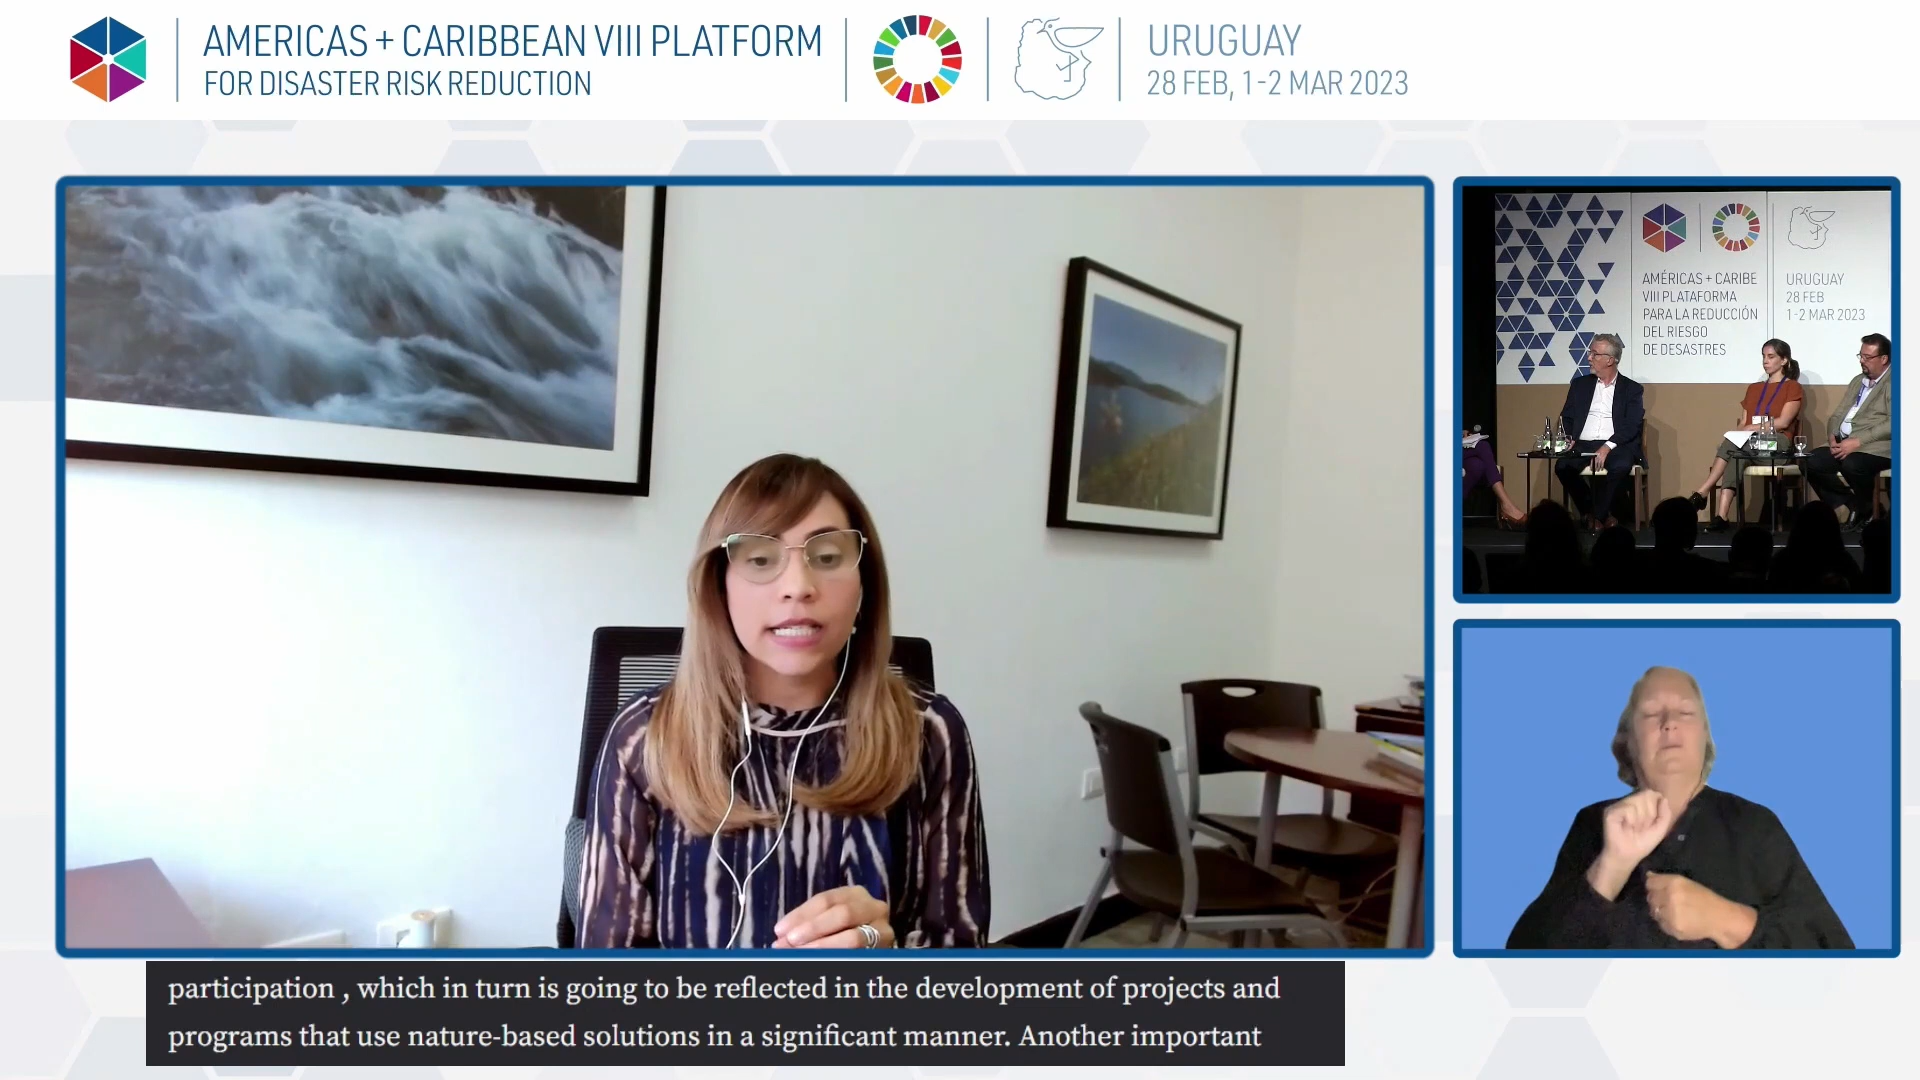 AMERICAS + CARIBBEAN VIII PLATFORM
FOR DISASTER RISK REDUCTION
URUGUAY
28 FEB, 1-2 MAR 2023
AMÉRICAS + CARIBE
VIII PLATAFORMA
PARA LA REDUCCIÓN
DEL RIESGO
DE DESASTRES
URUGUAY
28 FEB
1-2 MAR 2023
participation , which in turn is going to be reflected in the development of projects and
programs that use nature-based solutions in a significant manner. Another important